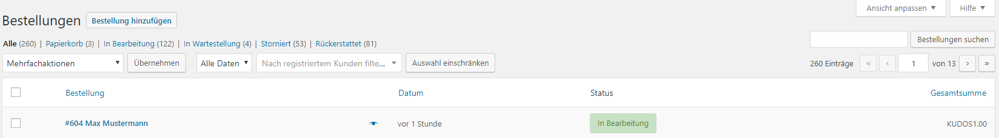 Ansicht anpassen ▼ Hilfe ▼
Bestellungen Bestellung hinzufügen
Alle (260) | Papierkorb (3) | In Bearbeitung (122) | In Wartestellung (4) | Storniert (53) | Rückerstattet (81) Bestellungen suchen
Mehrfachaktionen ▼ Übernehmen Alle Daten ▼ Nach registriertem Kunden filte... ▼ Auswahl einschränken 260 Einträge « ‹ 1 von 13 › »
Bestellung Datum Status Gesamtsumme
#604 Max Mustermann vor 1 Stunde In Bearbeitung KUDOS1.00